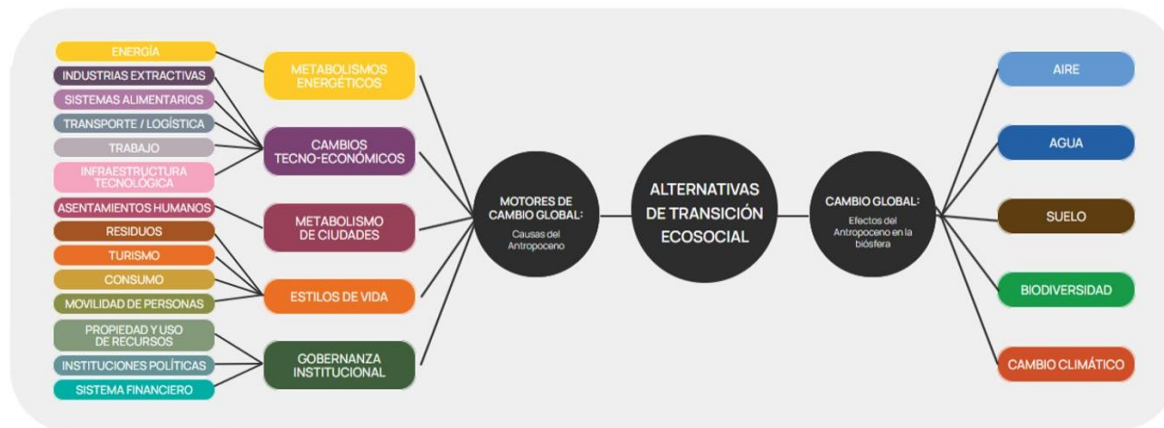 ENERGÍA
INDUSTRIAS EXTRACTIVAS
SISTEMAS ALIMENTARIOS
TRANSPORTE / LOGÍSTICA
TRABAJO
INFRAESTRUCTURA
TECNOLÓGICA
ASENTAMIENTOS HUMANOS
RESIDUOS
TURISMO
CONSUMO
MOVILIDAD DE PERSONAS
PROPIEDAD Y USO
DE RECURSOS
INSTITUCIONES POLÍTICAS
SISTEMA FINANCIERO
METABOLISMOS
ENERGÉTICOS
CAMBIOS
TECNO-ECONÓMICOS
METABOLISMO
DE CIUDADES
ESTILOS DE VIDA
GOBERNANZA
INSTITUCIONAL
MOTORES DE
CAMBIO GLOBAL:
Causas del
Antropoceno
ALTERNATIVAS
DE TRANSICIÓN
ECOSOCIAL
CAMBIO GLOBAL:
Efectos del
Antropoceno en la
biósfera
AIRE
AGUA
SUELO
BIODIVERSIDAD
CAMBIO CLIMÁTICO